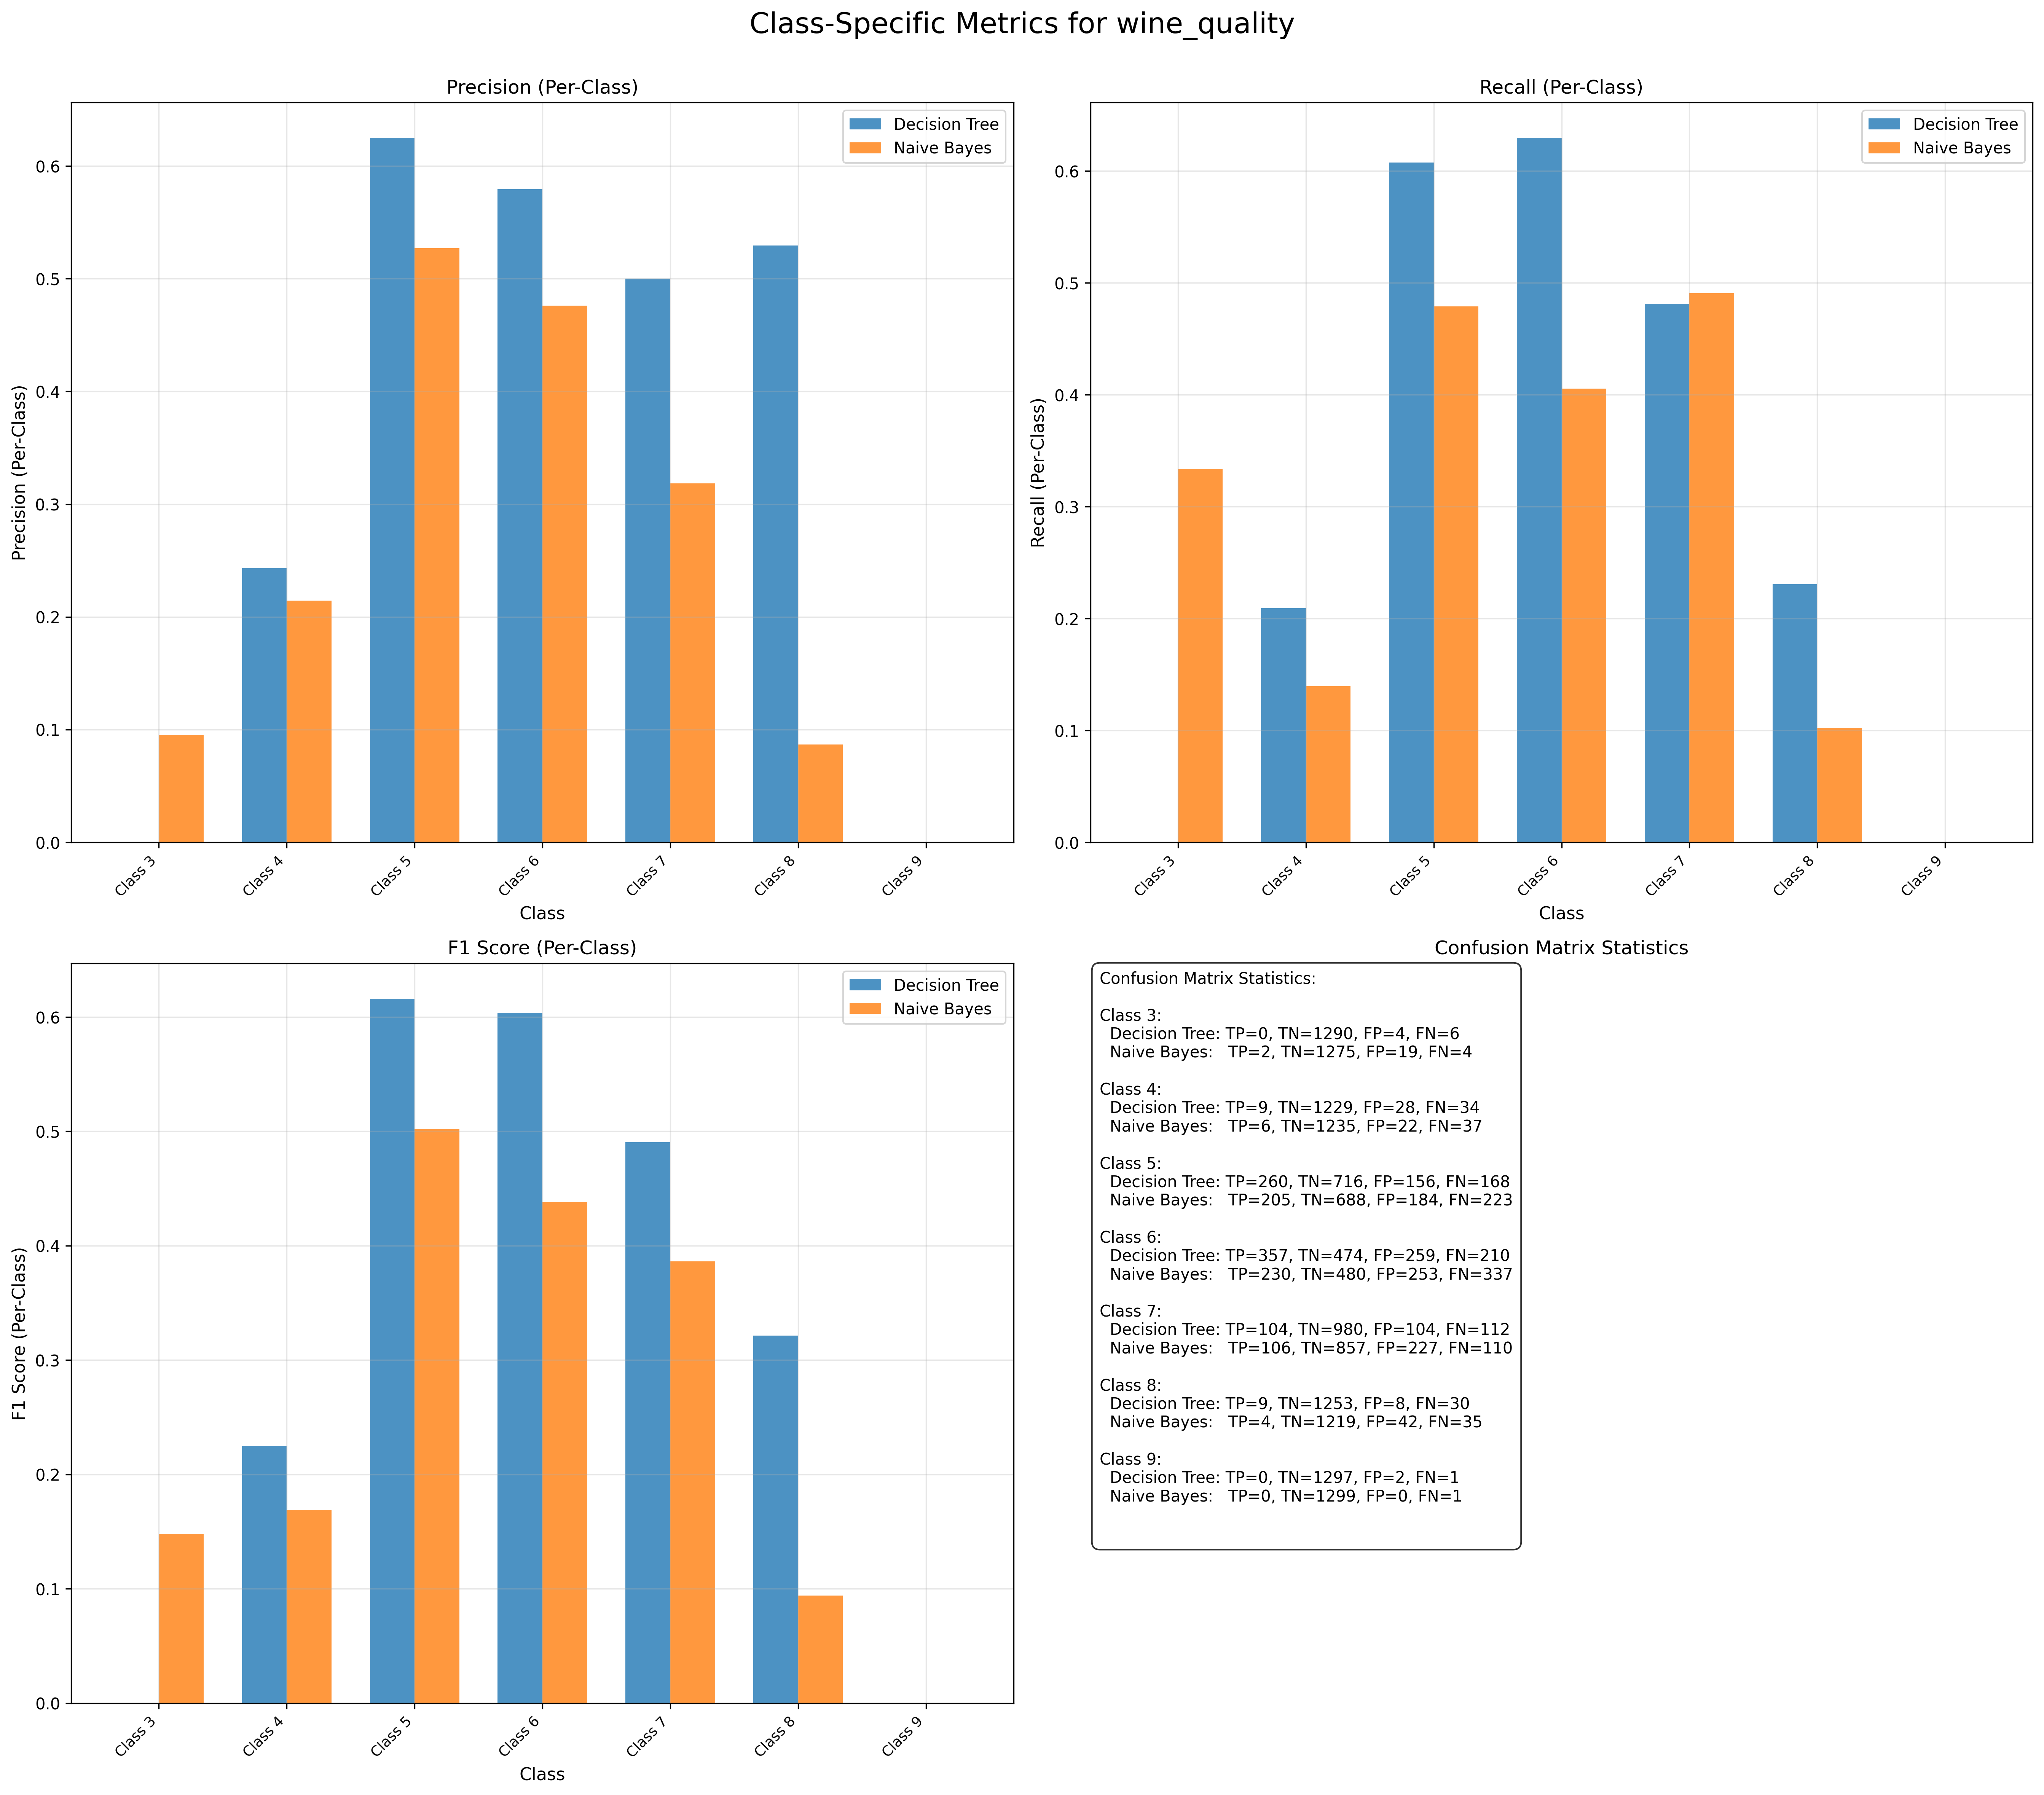 Class-Specific Metrics for wine_quality
Precision (Per-Class)
Decision Tree
Naive Bayes
Precision (Per-Class)
0.6
0.5
0.4
0.3
0.2
0.1
0.0
Class 3
Class 4
Class 5
Class 6
Class 7
Class 8
Class 9
Class
Recall (Per-Class)
Decision Tree
Naive Bayes
Recall (Per-Class)
0.6
0.5
0.4
0.3
0.2
0.1
0.0
Class 3
Class 4
Class 5
Class 6
Class 7
Class 8
Class 9
Class
F1 Score (Per-Class)
Decision Tree
Naive Bayes
F1 Score (Per-Class)
0.6
0.5
0.4
0.3
0.2
0.1
0.0
Class 3
Class 4
Class 5
Class 6
Class 7
Class 8
Class 9
Class
Confusion Matrix Statistics
Confusion Matrix Statistics:
Class 3:
Decision Tree: TP=0, TN=1290, FP=4, FN=6
Naive Bayes: TP=2, TN=1275, FP=19, FN=4
Class 4:
Decision Tree: TP=9, TN=1229, FP=28, FN=34
Naive Bayes: TP=6, TN=1235, FP=22, FN=37
Class 5:
Decision Tree: TP=260, TN=716, FP=156, FN=168
Naive Bayes: TP=205, TN=688, FP=184, FN=223
Class 6:
Decision Tree: TP=357, TN=474, FP=259, FN=210
Naive Bayes: TP=230, TN=480, FP=253, FN=337
Class 7:
Decision Tree: TP=104, TN=980, FP=104, FN=112
Naive Bayes: TP=106, TN=857, FP=227, FN=110
Class 8:
Decision Tree: TP=9, TN=1253, FP=8, FN=30
Naive Bayes: TP=4, TN=1219, FP=42, FN=35
Class 9:
Decision Tree: TP=0, TN=1297, FP=2, FN=1
Naive Bayes: TP=0, TN=1299, FP=0, FN=1